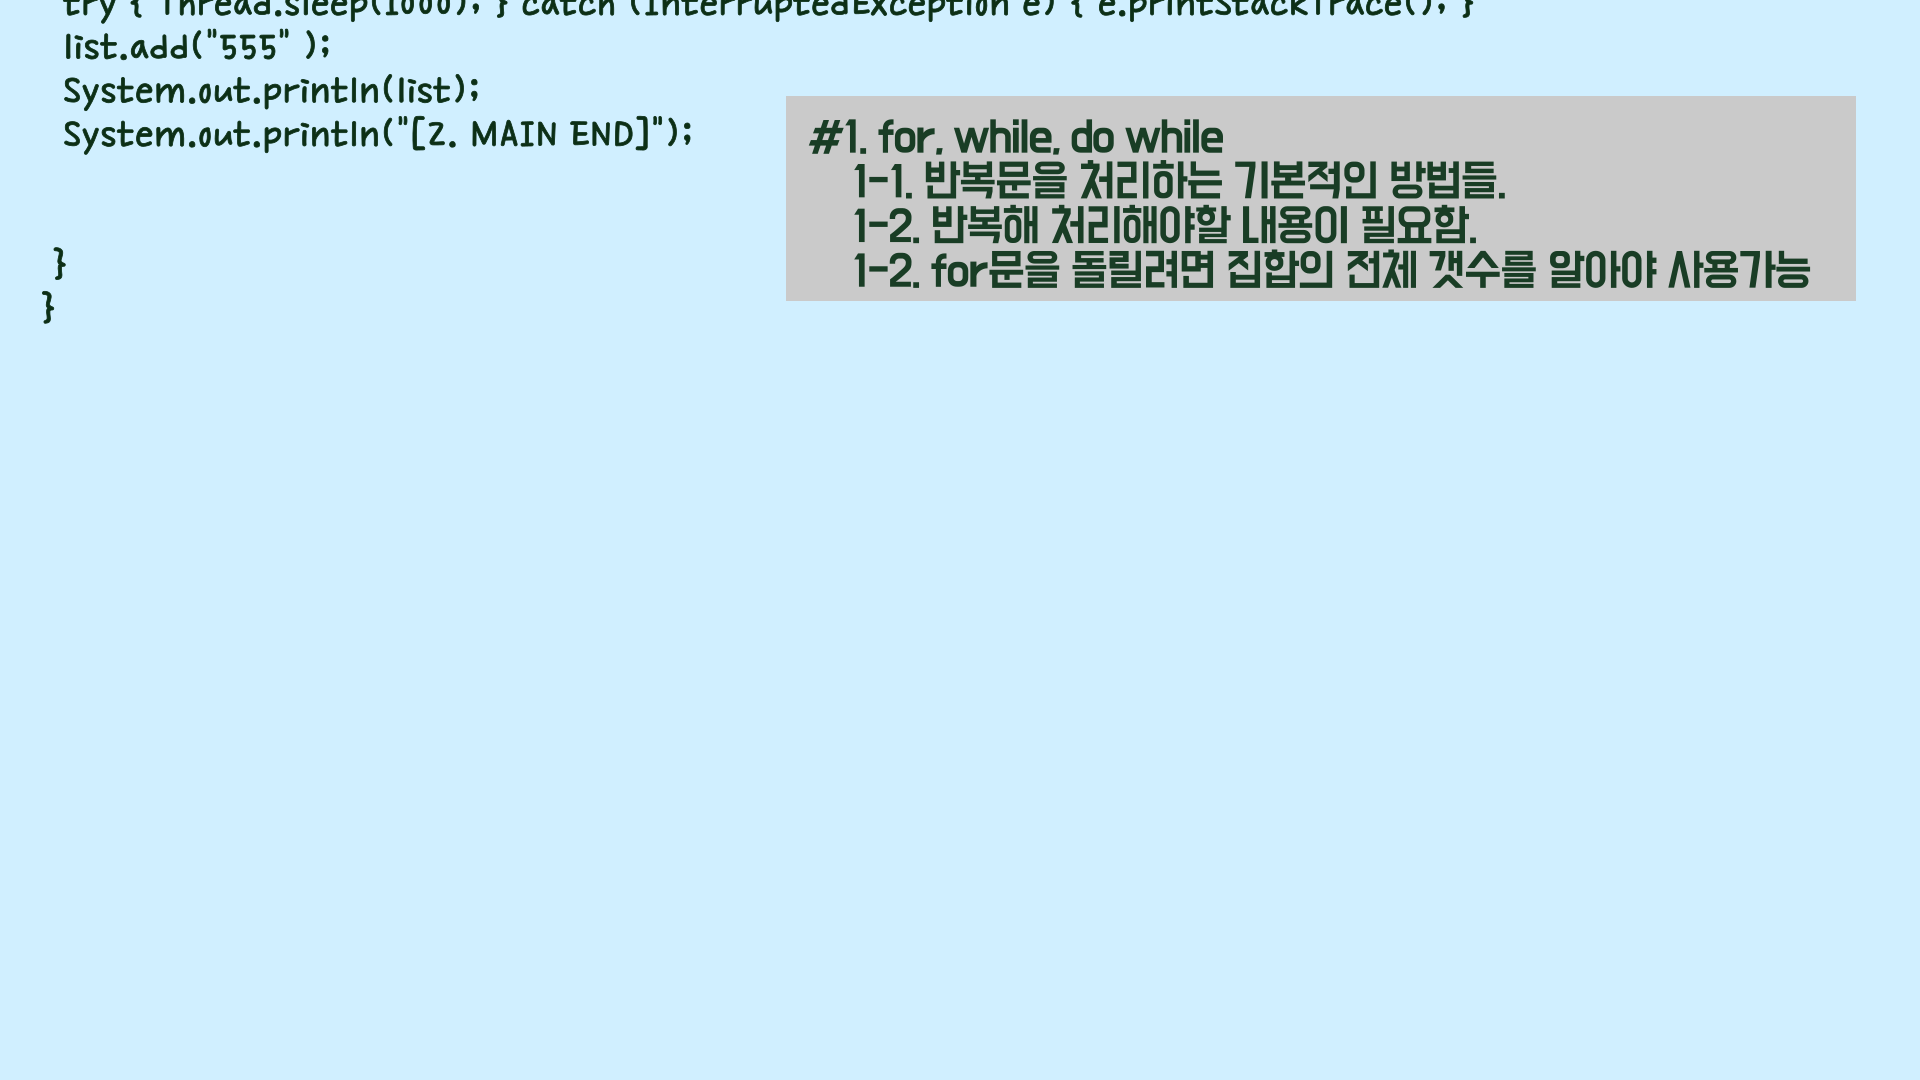 try { Thread.sleep(1000); } catch (InterruptedException e) { e.printStackTrace(); }
list.add("555" );
System.out.println(list);
System.out.println("[2. MAIN END]");
}
}
#1. for, while, do while
1-1. 반복문을 처리하는 기본적인 방법들.
1-2. 반복해 처리해야할 내용이 필요함.
1-2. for문을 돌릴려면 집합의 전체 갯수를 알아야 사용가능